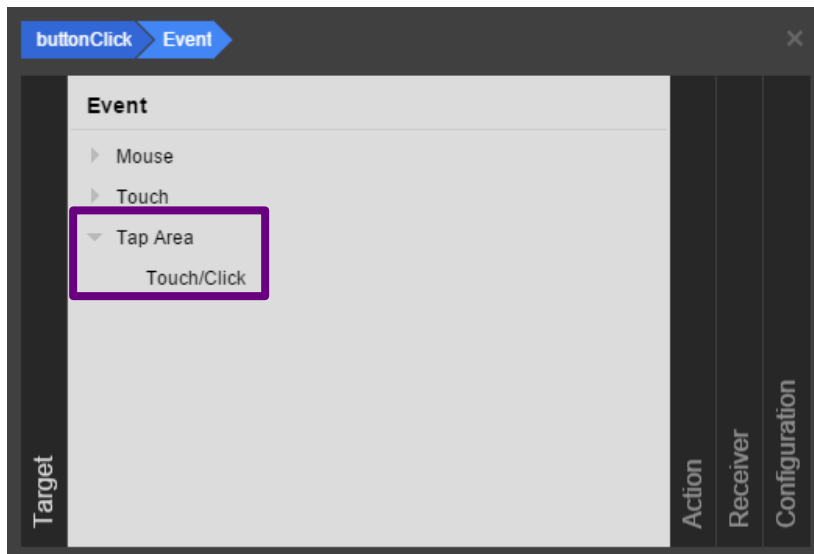 buttonClick Event
Event
Mouse
Touch
Tap Area
Touch/Click
Target
Action
Receiver
Configuration